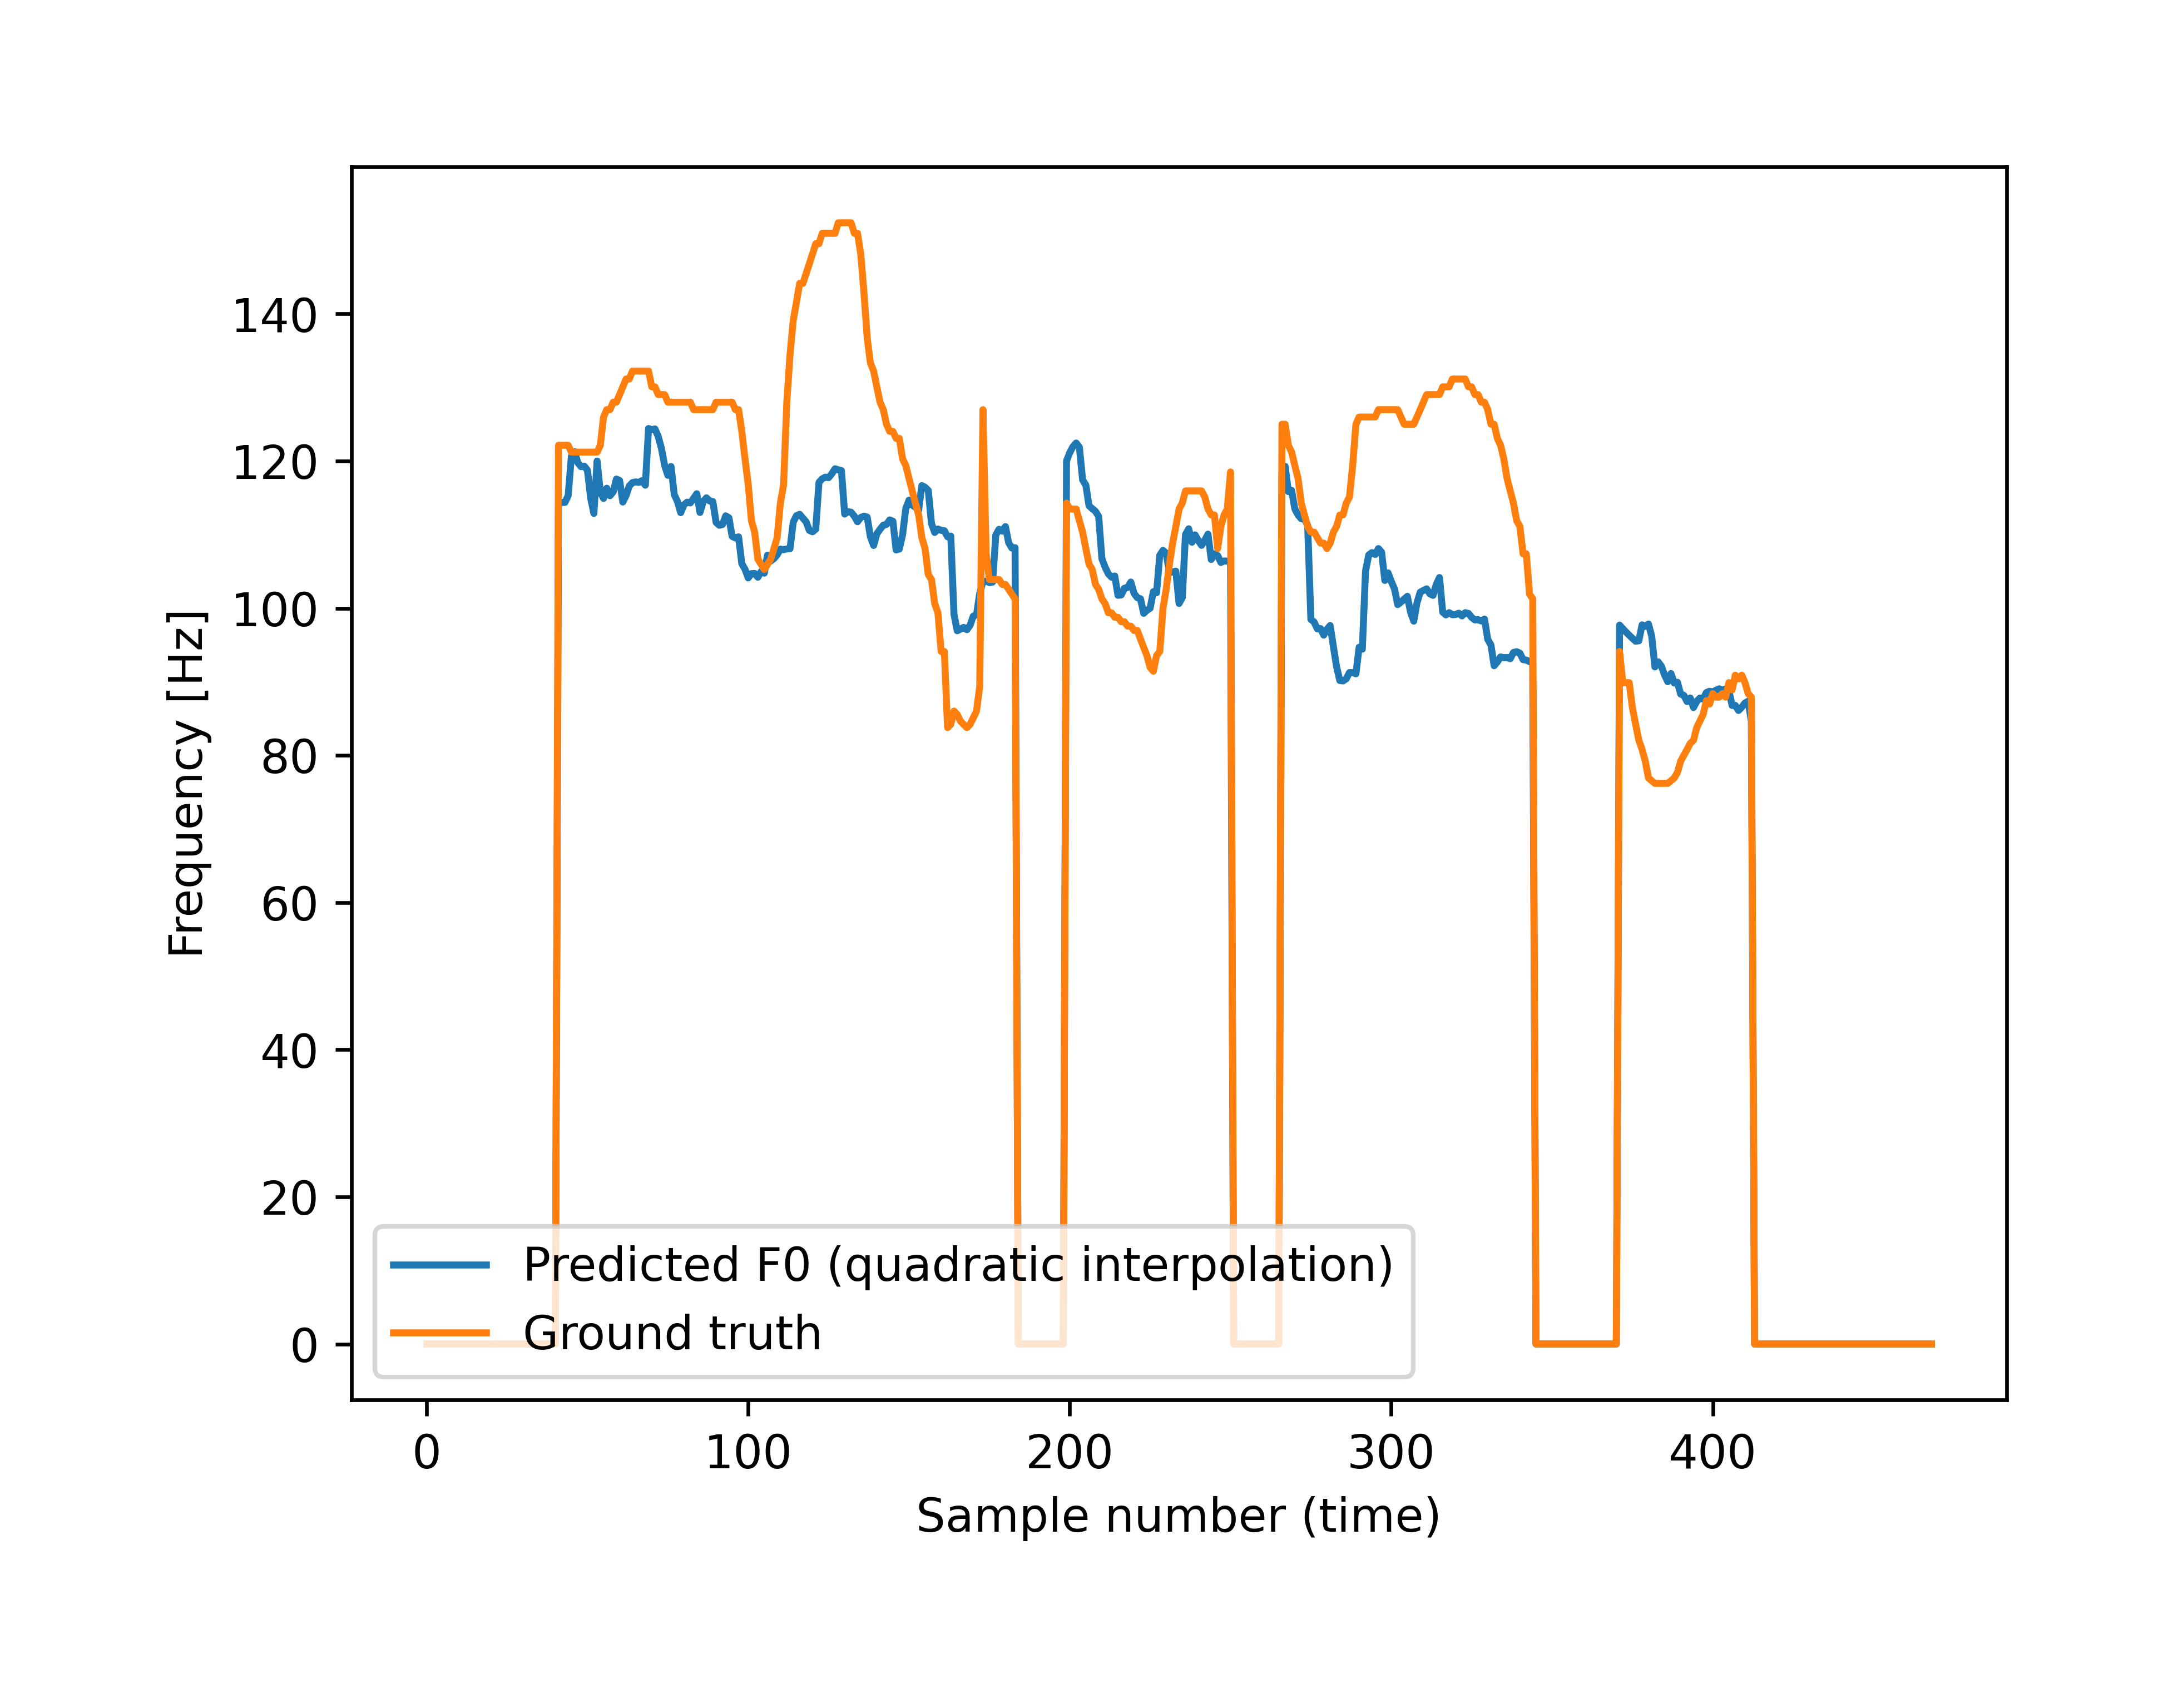 140
120
100
80
60
40
20
0
Frequency [Hz]
Predicted F0 (quadratic interpolation)
Ground truth
0 100 200 300 400
Sample number (time)